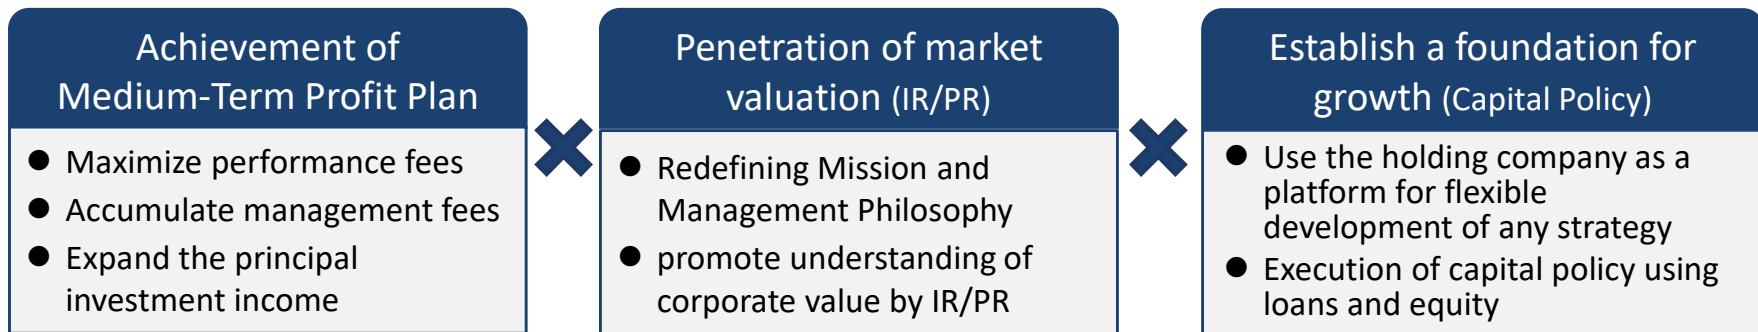 Achievement of
Medium-Term Profit Plan
● Maximize performance fees
● Accumulate management fees
● Expand the principal
investment income
Penetration of market
valuation (IR/PR)
● Redefining Mission and
Management Philosophy
● promote understanding of
corporate value by IR/PR
Establish a foundation for
growth (Capital Policy)
● Use the holding company as a
platform for flexible
development of any strategy
● Execution of capital policy using
loans and equity